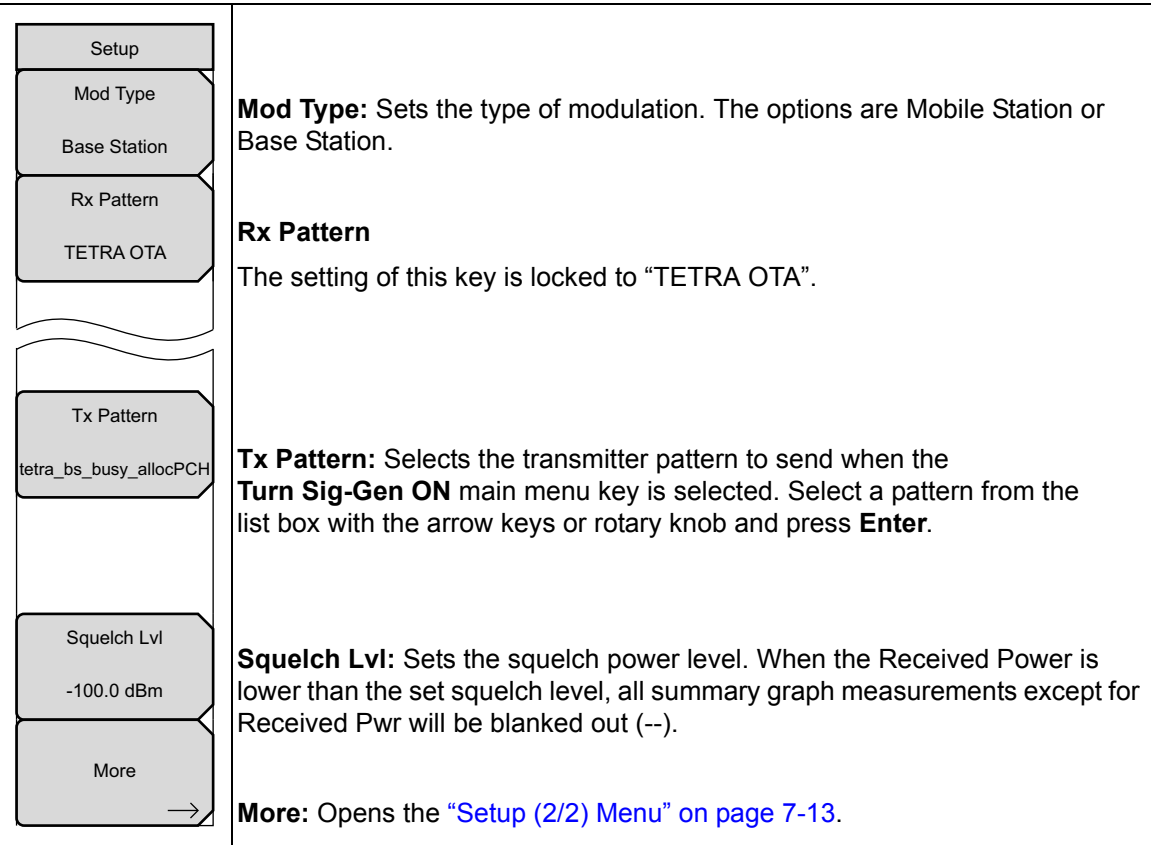 Setup
Mod Type
Base Station
Rx Pattern
TETRA OTA
Tx Pattern
tetra_bs_busy_allocPCH
Squelch Lvl
-100.0 dBm
More
Mod Type: Sets the type of modulation. The options are Mobile Station or
Base Station.
Rx Pattern
The setting of this key is locked to “TETRA OTA”.
Tx Pattern: Selects the transmitter pattern to send when the
Turn Sig-Gen ON main menu key is selected. Select a pattern from the
list box with the arrow keys or rotary knob and press Enter.
Squelch Lvl: Sets the squelch power level. When the Received Power is
lower than the set squelch level, all summary graph measurements except for
Received Pwr will be blanked out (--).
More: Opens the “Setup (2/2) Menu” on page 7-13.